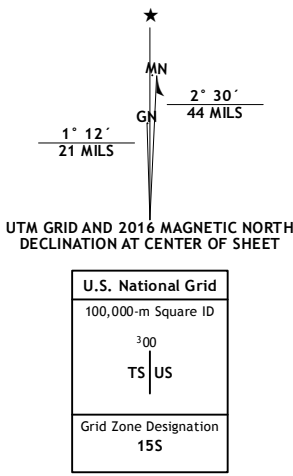 ★
MN
GN
2° 30´
44 MILS
1° 12´
21 MILS
UTM GRID AND 2016 MAGNETIC NORTH
DECLINATION AT CENTER OF SHEET
U.S. National Grid
100,000-m Square ID
³00
TS US
Grid Zone Designation
15S